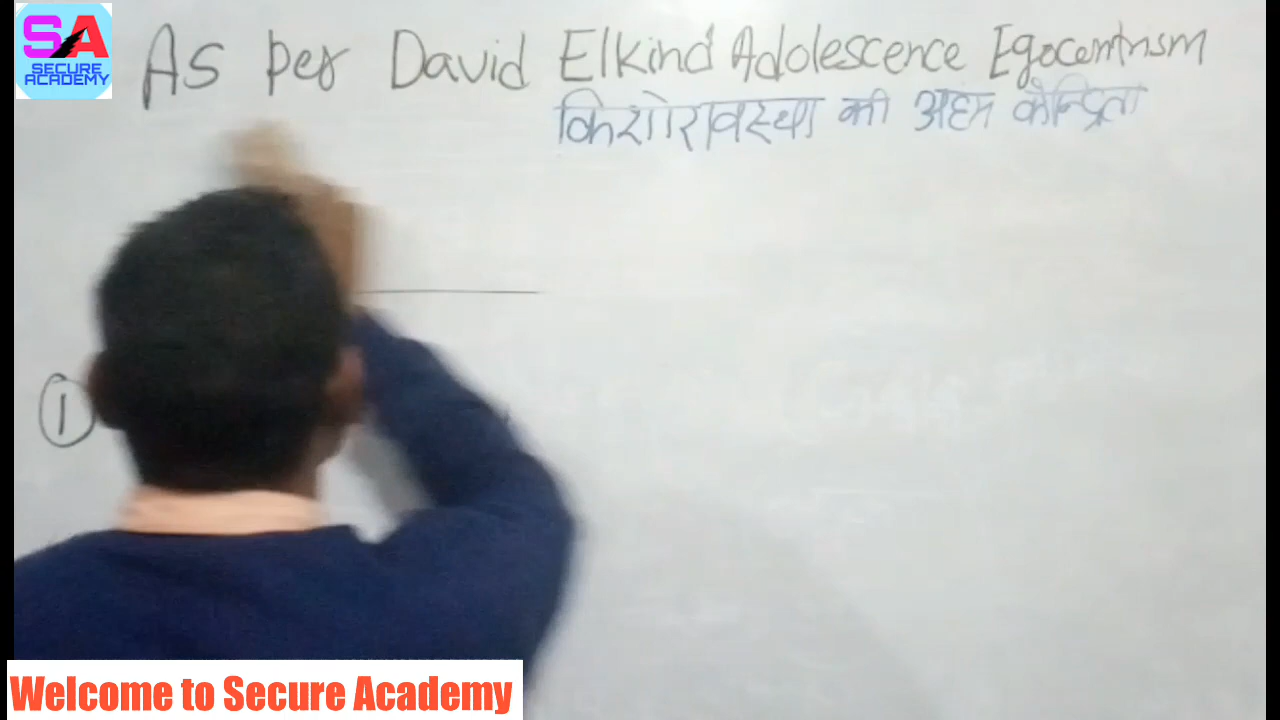 SA
SECURE
ACADEMY
As per David Elkind Adolescence Egocentrism
किशोरावस्था की अहम केन्द्रिता
1
Welcome to Secure Academy